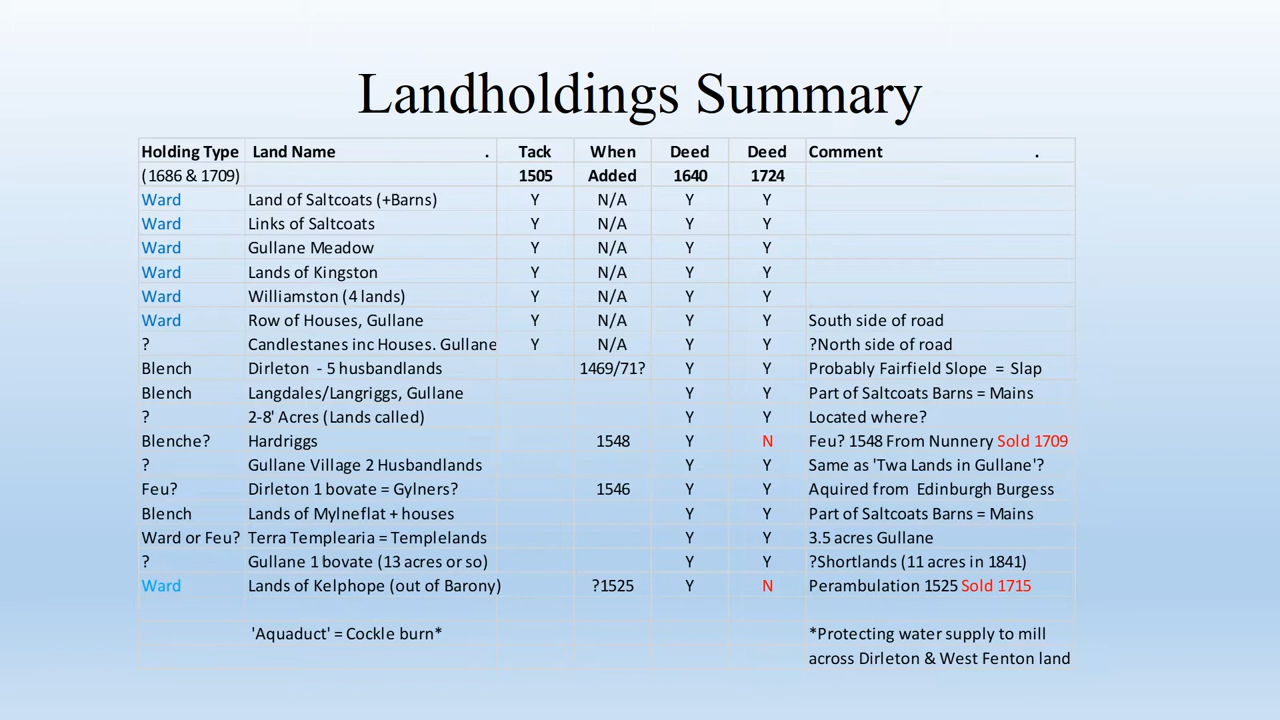 Landholdings Summary
Holding Type Land Name . Tack When Deed Deed Comment .
(1686 & 1709) 1505 Added 1640 1724
Ward Land of Saltcoats (+Barns) Y N/A Y Y
Ward Links of Saltcoats Y N/A Y Y
Ward Gullane Meadow Y N/A Y Y
Ward Lands of Kingston Y N/A Y Y
Ward Williamston (4 lands) Y N/A Y Y
Ward Row of Houses, Gullane Y N/A Y Y South side of road
? Candlestanes inc Houses. Gullane Y N/A Y Y ?North side of road
Blench Dirleton - 5 husbandlands 1469/71? Y Y Probably Fairfield Slope = Slap
Blench Langdales/Langriggs, Gullane Y Y Part of Saltcoats Barns = Mains
? 2-8' Acres (Lands called) Y Y Located where?
Blenche? Hardriggs 1548 Y N Feu? 1548 From Nunnery Sold 1709
? Gullane Village 2 Husbandlands Y Y Same as 'Twa Lands in Gullane'?
Feu? Dirleton 1 bovate = Gylners? 1546 Y Y Aquired from Edinburgh Burgess
Blench Lands of Mylneflat + houses Y Y Part of Saltcoats Barns = Mains
Ward or Feu? Terra Templearia = Templelands Y Y 3.5 acres Gullane
? Gullane 1 bovate (13 acres or so) Y Y ?Shortlands (11 acres in 1841)
Ward Lands of Kelphope (out of Barony) ?1525 Y N Perambulation 1525 Sold 1715
'Aquaduct' = Cockle burn* *Protecting water supply to mill
across Dirleton & West Fenton land